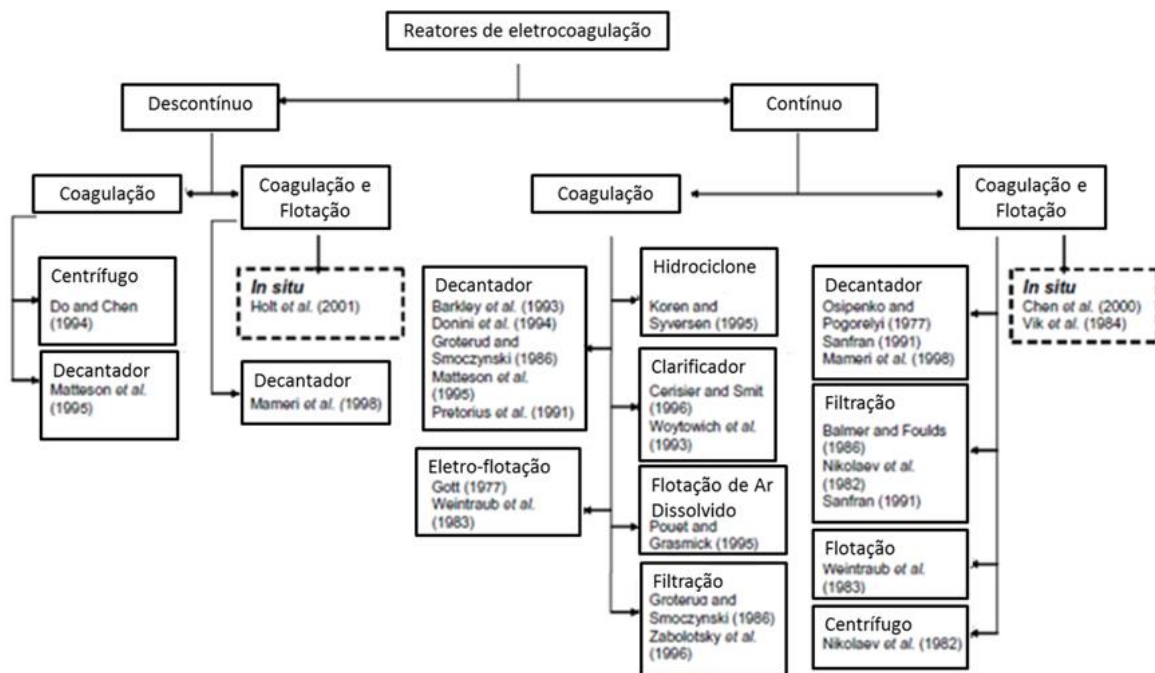 Reatores de eletrocoagulação
Descontínuo
Contínuo
Coagulação
Coagulação e
Flotação
Coagulação
Coagulação e
Flotação
Centrífugo
Do and Chen
(1994)
Decantador
Matteson et al.
(1995)
In situ
Holt et al. (2001)
Decantador
Mameri et al. (1998)
Decantador
Barkley et al. (1993)
Donini et al. (1994)
Groterud and
Smoczynski (1986)
Matteson et al.
(1995)
Pretorius et al. (1991)
Eletro-flotação
Gott (1977)
Weintraub et al.
(1983)
Hidrociclone
Koren and
Syversen (1995)
Clarificador
Cerisier and Smit
(1996)
Woytowich et al.
(1993)
Flotação de Ar
Dissolvido
Pouet and
Grasmick (1995)
Filtração
Groterud and
Smoczynski (1986)
Zabolotsky et al.
(1996)
Decantador
Osipenko and
Pogorelyi (1977)
Sanfran (1991)
Mameri et al. (1998)
Filtração
Balmer and Foulds
(1986)
Nikolaev et al.
(1982)
Sanfran (1991)
Flotação
Weintraub et al.
(1983)
Centrífugo
Nikolaev et al. (1982)
In situ
Chen et al. (2000)
Vik et al. (1984)